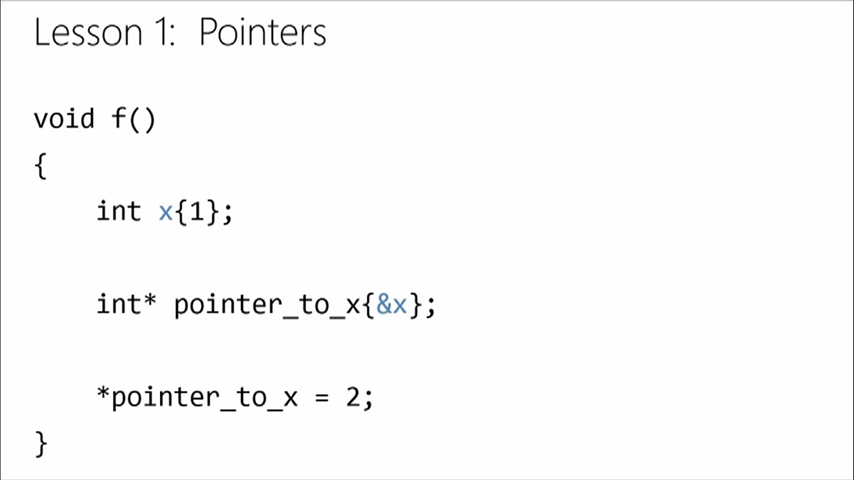 Lesson 1: Pointers
void f()
{
int x{1};
int* pointer_to_x{&x};
*pointer_to_x = 2;
}